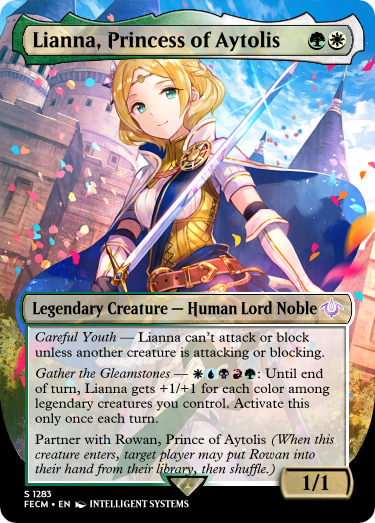 Lianna, Princess of Aytolis
Legendary Creature — Human Lord Noble
Careful Youth — Lianna can't attack or block
unless another creature is attacking or blocking.
Gather the Gleamstones — : Until end
of turn, Lianna gets +1/+1 for each color among
legendary creatures you control. Activate this
only once each turn.
Partner with Rowan, Prince of Aytolis (When this
creature enters, target player may put Rowan into
their hand from their library, then shuffle.)
1/1
S 1283
FECM • EN INTELLIGENT SYSTEMS